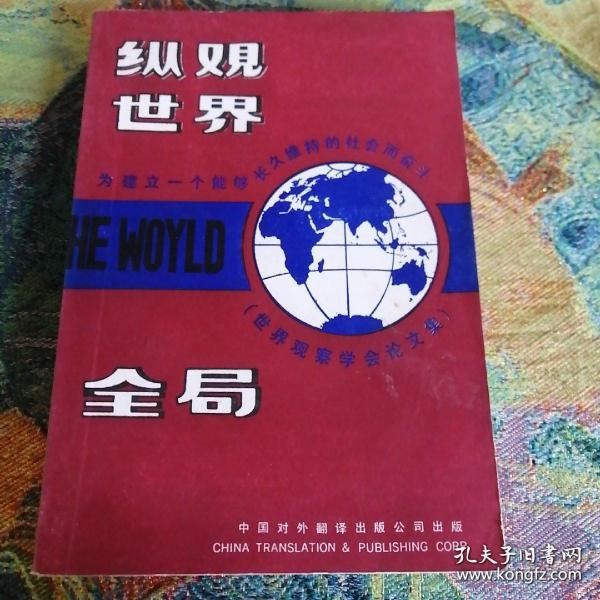 纵观
世界
为建立一个能够长久维持的社会而奋斗
HE WOYLD
(世界观察学会论文集)
全局
中国对外翻译出版公司出版
CHINA TRANSLATION & PUBLISHING CORP
孔夫子旧书网
www.kongfz.com